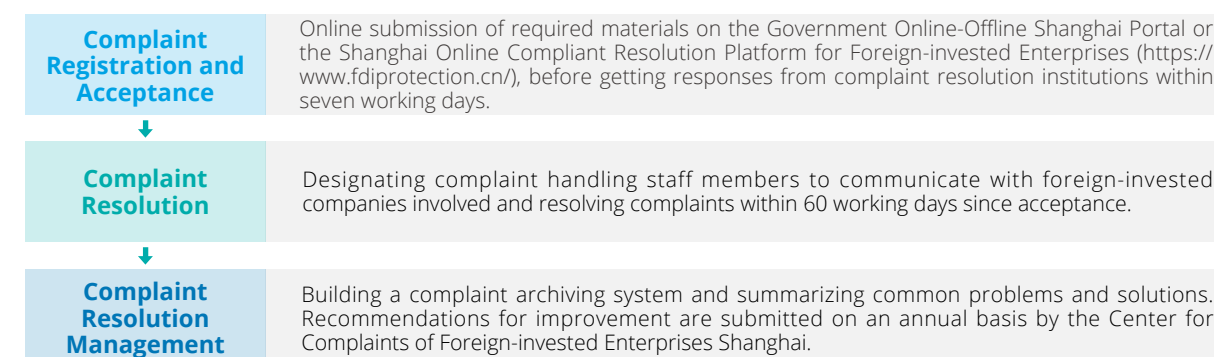 Complaint
Registration and
Acceptance
Online submission of required materials on the Government Online-Offline Shanghai Portal or
the Shanghai Online Compliant Resolution Platform for Foreign-invested Enterprises (https://
www.fdiprotection.cn/), before getting responses from complaint resolution institutions within
seven working days.
Complaint
Resolution
Designating complaint handling staff members to communicate with foreign-invested
companies involved and resolving complaints within 60 working days since acceptance.
Complaint
Resolution
Management
Building a complaint archiving system and summarizing common problems and solutions.
Recommendations for improvement are submitted on an annual basis by the Center for
Complaints of Foreign-invested Enterprises Shanghai.